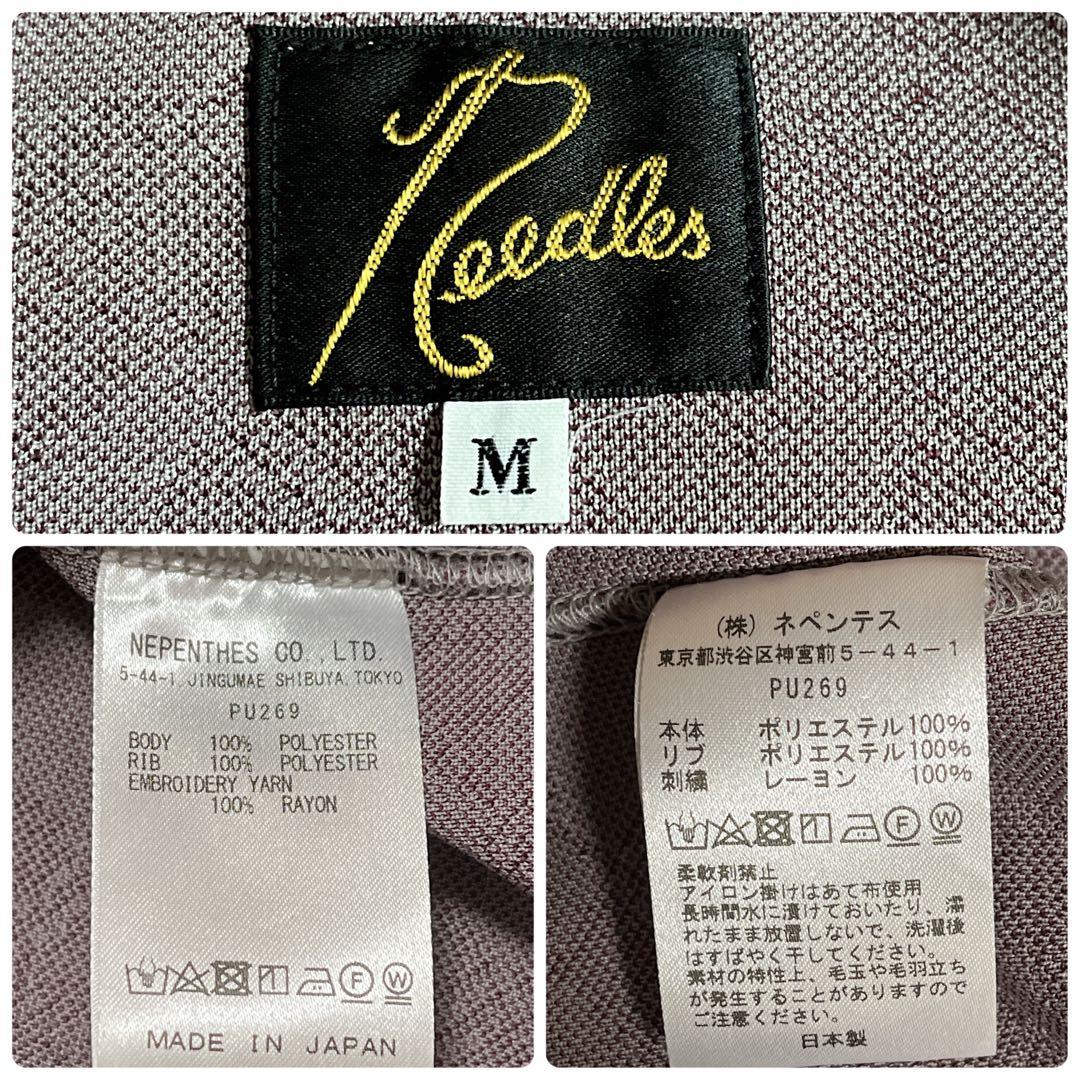 Needles
M
NEPENTHES CO., LTD.
5-44-1, JINGUMAE SHIBUYA, TOKYO
PU269
BODY 100% POLYESTER
RIB 100% POLYESTER
EMBROIDERY YARN
100% RAYON
MADE IN JAPAN
(株) ネペンテス
東京都渋谷区神宮前5-44-1
PU269
本体 ポリエステル100%
リブ ポリエステル100%
刺繍 レーヨン 100%
F W
柔軟剤禁止
アイロン掛けはあて布使用
長時間水に漬けておいたり、濡
れたまま放置しないで、洗濯後
はすばやく干してください。
素材の特性上、毛玉や毛羽立ち
が発生することがありますので
ご注意ください。
日本製